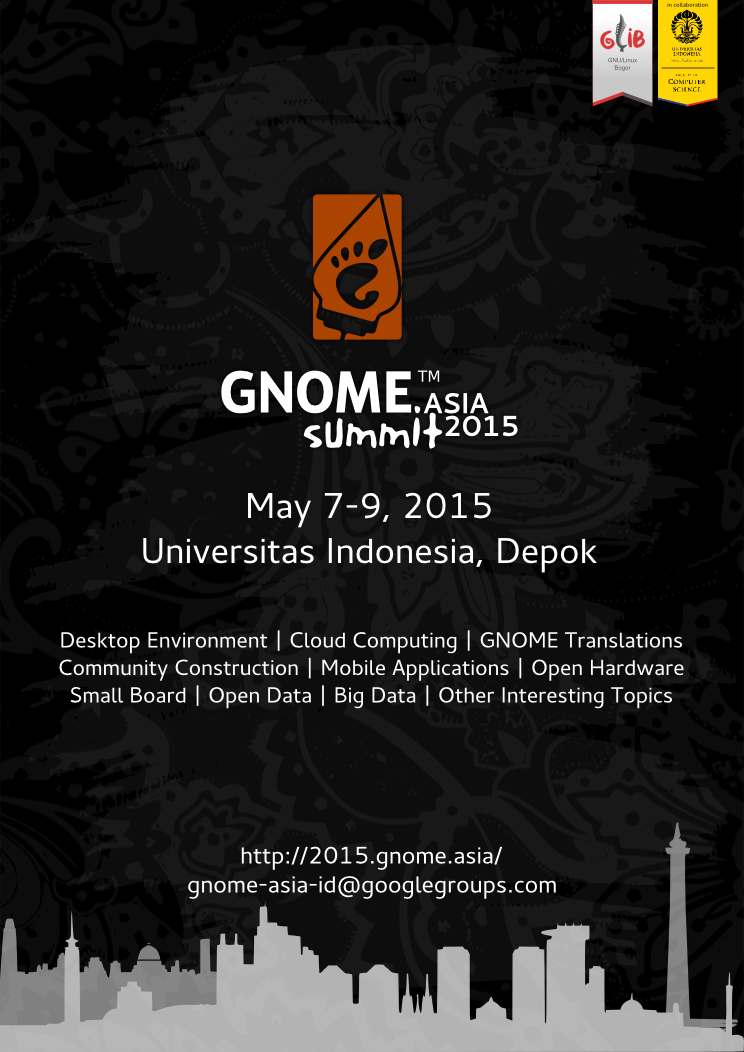 in collaboration
GLiB
GNU/Linux
Bogor
UNIVERSITAS
INDONESIA
COMPUTER
SCIENCE
GNOME™
.ASIA
summit 2015
May 7-9, 2015
Universitas Indonesia, Depok
Desktop Environment | Cloud Computing | GNOME Translations
Community Construction | Mobile Applications | Open Hardware
Small Board | Open Data | Big Data | Other Interesting Topics
http://2015.gnome.asia/
gnome-asia-id@googlegroups.com